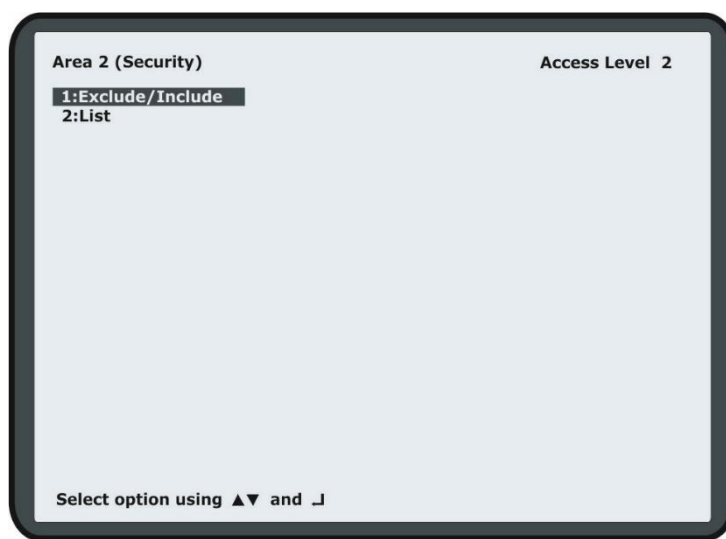 Area 2 (Security) Access Level 2
1:Exclude/Include
2:List
Select option using ▲▼ and ⏎